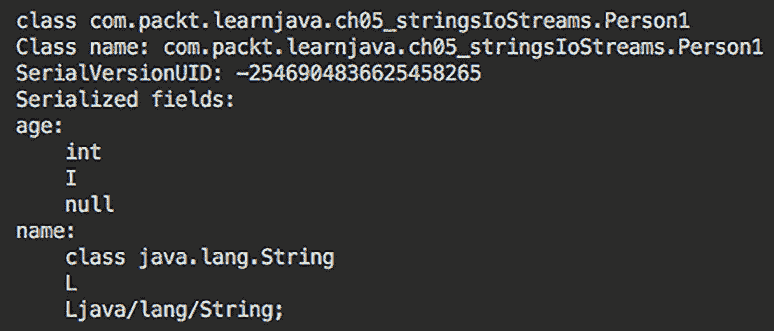 class com.packt.learnjava.ch05_stringsIoStreams.Person1
Class name: com.packt.learnjava.ch05_stringsIoStreams.Person1
SerialVersionUID: -2546904836625458265
Serialized fields:
age:
    int
    I
    null
name:
    class java.lang.String
    L
    Ljava/lang/String;